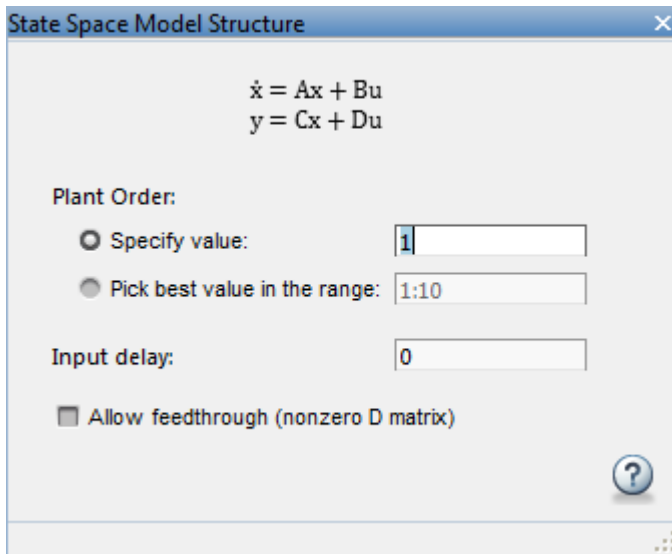 State Space Model Structure
ẋ = Ax + Bu
y = Cx + Du
Plant Order:
Specify value: 1
Pick best value in the range: 1:10
Input delay: 0
Allow feedthrough (nonzero D matrix)
?